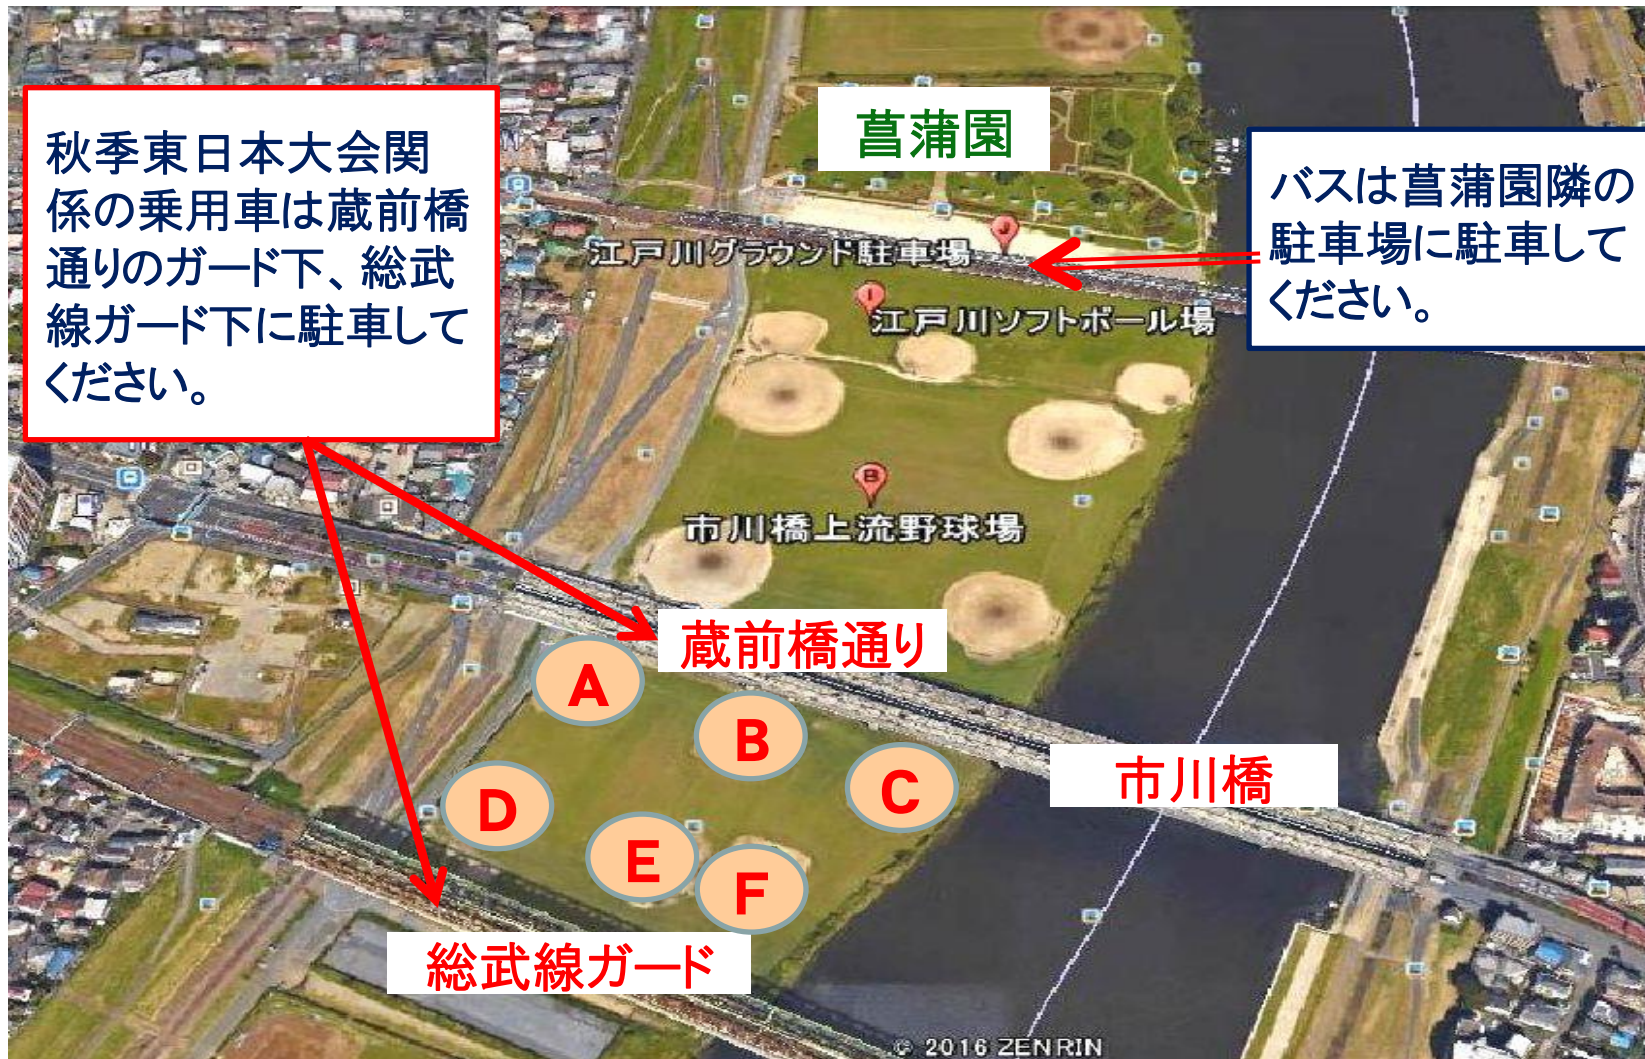 菖蒲園
秋季東日本大会関
係の乗用車は蔵前橋
通りのガード下、総武
線ガード下に駐車して
ください。
バスは菖蒲園隣の
駐車場に駐車して
ください。
J
江戸川グラウンド駐車場
I
江戸川ソフトボール場
B
市川橋上流野球場
蔵前橋通り
A
B
C
市川橋
D
E
F
総武線ガード
© 2016 ZENRIN